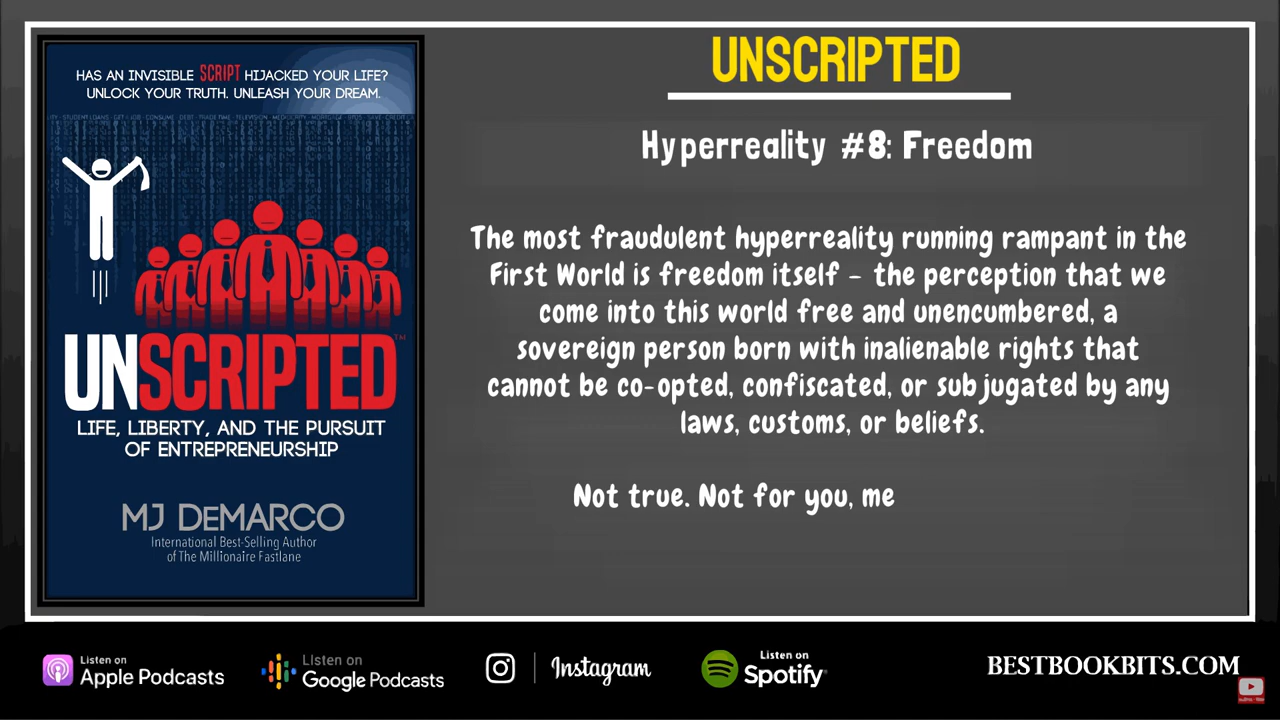 HAS AN INVISIBLE SCRIPT HIJACKED YOUR LIFE?
UNLOCK YOUR TRUTH. UNLEASH YOUR DREAM.
UNSCRIPTED™
LIFE, LIBERTY, AND THE PURSUIT
OF ENTREPRENEURSHIP
MJ DEMARCO
International Best-Selling Author
of The Millionaire Fastlane
UNSCRIPTED
Hyperreality #8: Freedom
The most fraudulent hyperreality running rampant in the
First World is freedom itself – the perception that we
come into this world free and unencumbered, a
sovereign person born with inalienable rights that
cannot be co-opted, confiscated, or subjugated by any
laws, customs, or beliefs.
Not true. Not for you, me
Listen on
Apple Podcasts
Listen on
Google Podcasts
Instagram
Listen on
Spotify
BESTBOOKBITS.COM